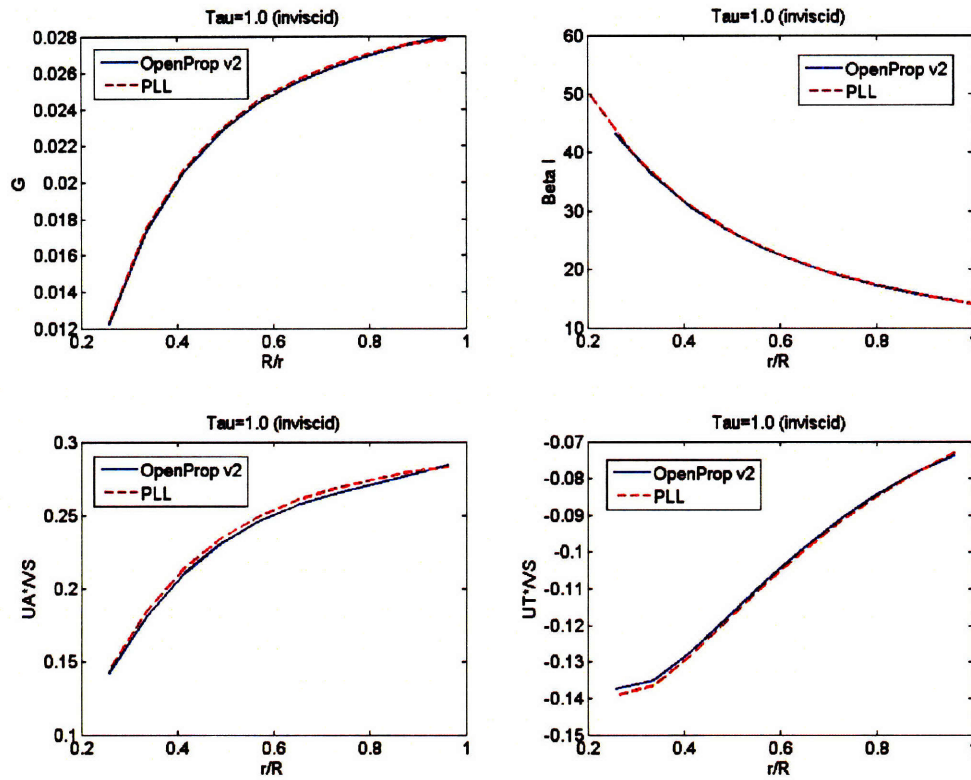 Tau=1.0 (inviscid)
0.028
0.026
0.024
0.022
0.02
0.018
0.016
0.014
0.012
G
OpenProp v2
PLL
0.2
0.4
0.6
0.8
1
R/r
60
50
40
30
20
10
Beta I
OpenProp v2
PLL
0.2
0.4
0.6
0.8
1
r/R
Tau=1.0 (inviscid)
0.3
0.25
0.2
0.15
0.1
UA*/VS
OpenProp v2
PLL
0.2
0.4
0.6
0.8
1
r/R
Tau=1.0 (inviscid)
-0.07
-0.08
-0.09
-0.1
-0.11
-0.12
-0.13
-0.14
-0.15
UT*/VS
OpenProp v2
PLL
0.2
0.4
0.6
0.8
1
r/R